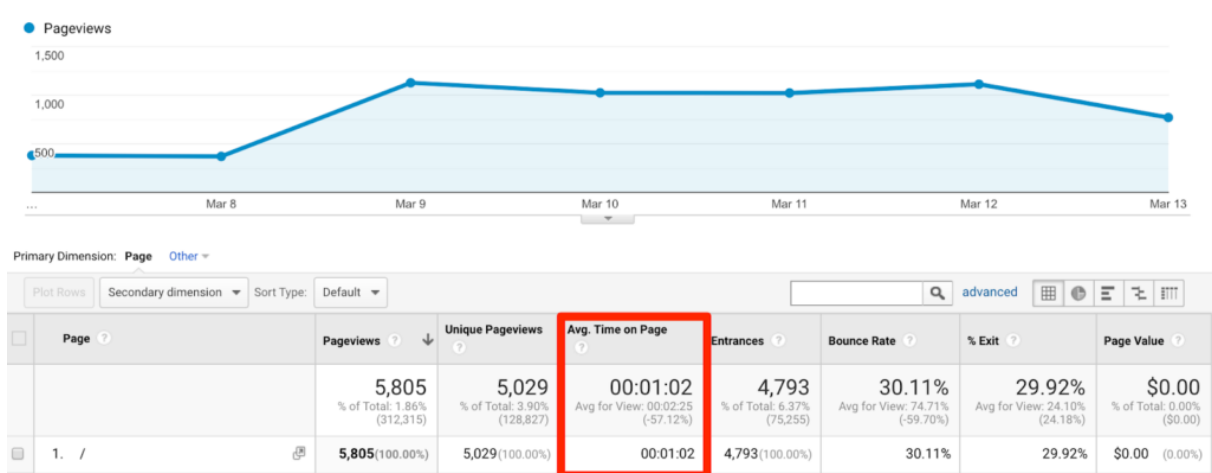 Pageviews
1,500
1,000
500
...
Mar 8
Mar 9
Mar 10
Mar 11
Mar 12
Mar 13
Primary Dimension: Page Other
Plot Rows Secondary dimension Sort Type: Default advanced
Page ? Pageviews ? Unique Pageviews ? Avg. Time on Page ? Entrances ? Bounce Rate ? % Exit ? Page Value ?
5,805 5,029 00:01:02 4,793 30.11% 29.92% $0.00
% of Total: 1.86% % of Total: 3.90% Avg for View: 00:02:25 % of Total: 6.37% Avg for View: 74.71% Avg for View: 24.10% % of Total: 0.00%
(312,315) (128,827) (-57.12%) (75,255) (-59.70%) (24.18%) ($0.00)
1. / 5,805(100.00%) 5,029(100.00%) 00:01:02 4,793(100.00%) 30.11% 29.92% $0.00 (0.00%)